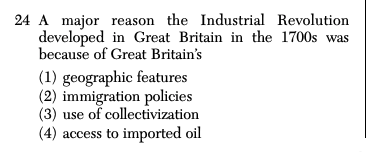 24 A major reason the Industrial Revolution
developed in Great Britain in the 1700s was
because of Great Britain's
(1) geographic features
(2) immigration policies
(3) use of collectivization
(4) access to imported oil